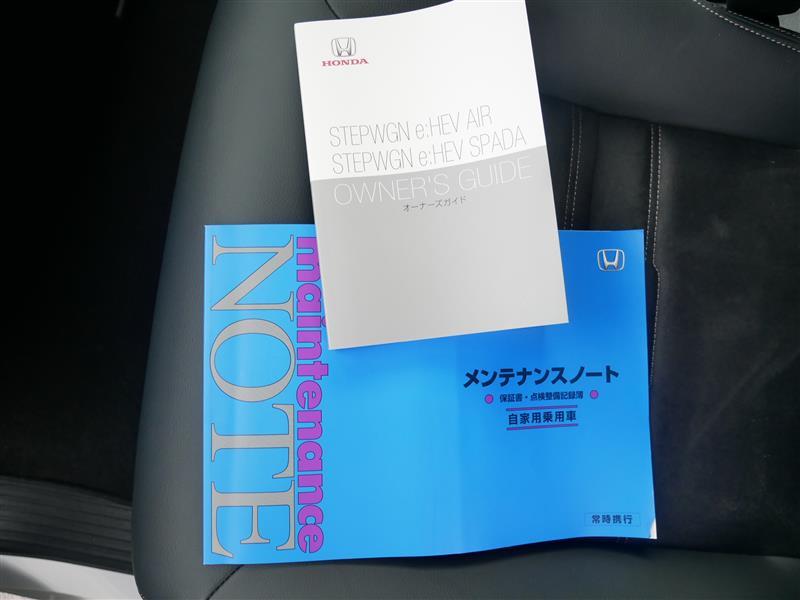 HONDA
STEPWGN e:HEV AIR
STEPWGN e:HEV SPADA
OWNER'S GUIDE
オーナーズガイド
maintenance
NOTE
メンテナンスノート
保証書・点検整備記録簿
自家用乗用車
常時携行